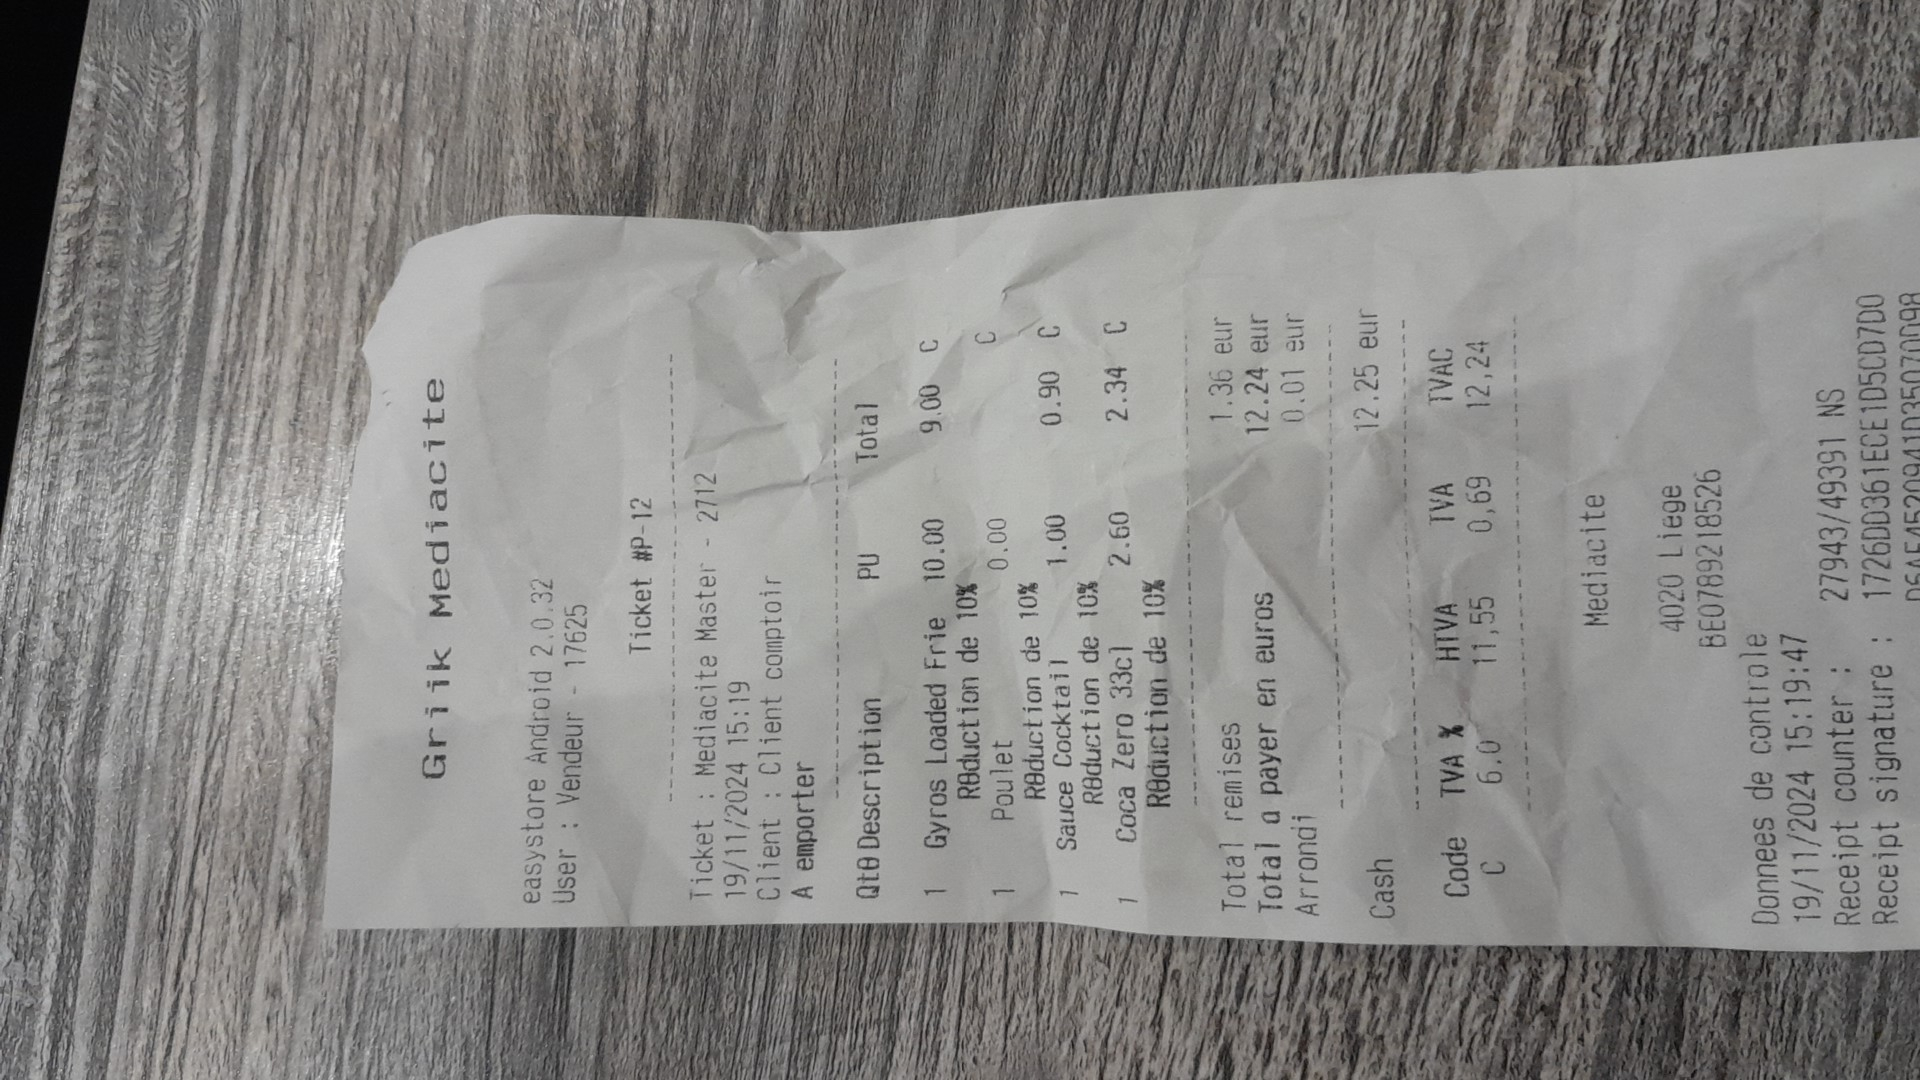 Griik Mediacite
easystore Android 2.0.32
User : Vendeur - 17625
Ticket #P-12
Ticket : Mediacite Master - 2712
19/11/2024 15:19
Client : Client comptoir
A emporter
Qtθ Description PU Total
1 Gyros Loaded Frie 10.00 9.00 C
Rθduction de 10%
1 Poulet 0.00 C
Rθduction de 10%
1 Sauce Cocktail 1.00 0.90 C
Rθduction de 10%
1 Coca Zero 33cl 2.60 2.34 C
Rθduction de 10%
Total remises 1.36 eur
Total a payer en euros 12.24 eur
Arrondi 0.01 eur
Cash 12.25 eur
Code TVA % HTVA TVA TVAC
C 6.0 11,55 0,69 12,24
Mediacite
4020 Liege
BE0789218526
Donnees de controle
19/11/2024 15:19:47
Receipt counter : 27943/49391 NS
Receipt signature : 1726DD361ECE1D5CD7D0